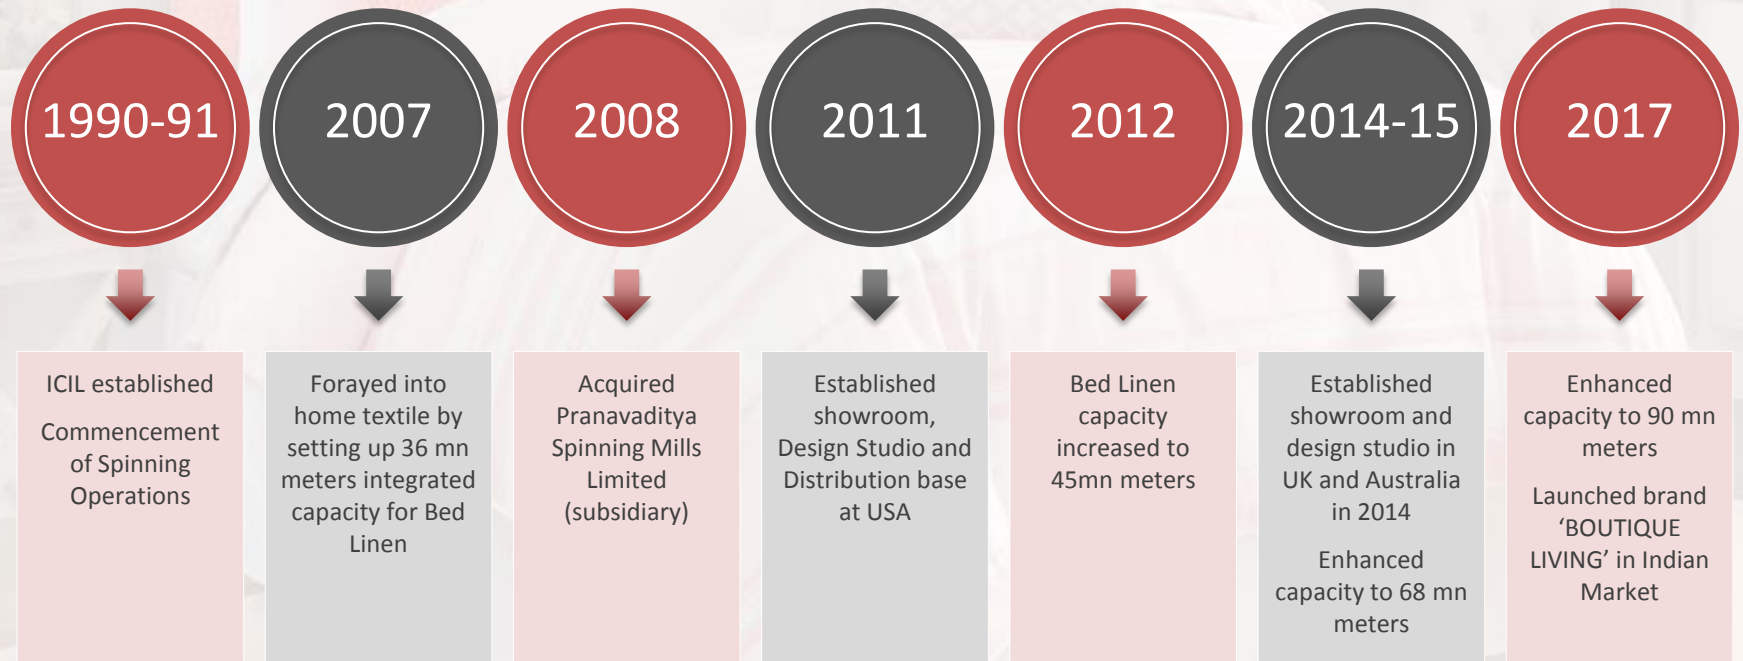 1990-91
2007
2008
2011
2012
2014-15
2017
ICIL established
Commencement
of Spinning
Operations
Forayed into
home textile by
setting up 36 mn
meters integrated
capacity for Bed
Linen
Acquired
Pranavaditya
Spinning Mills
Limited
(subsidiary)
Established
showroom,
Design Studio and
Distribution base
at USA
Bed Linen
capacity
increased to
45mn meters
Established
showroom and
design studio in
UK and Australia
in 2014
Enhanced
capacity to 68 mn
meters
Enhanced
capacity to 90 mn
meters
Launched brand
‘BOUTIQUE
LIVING’ in Indian
Market